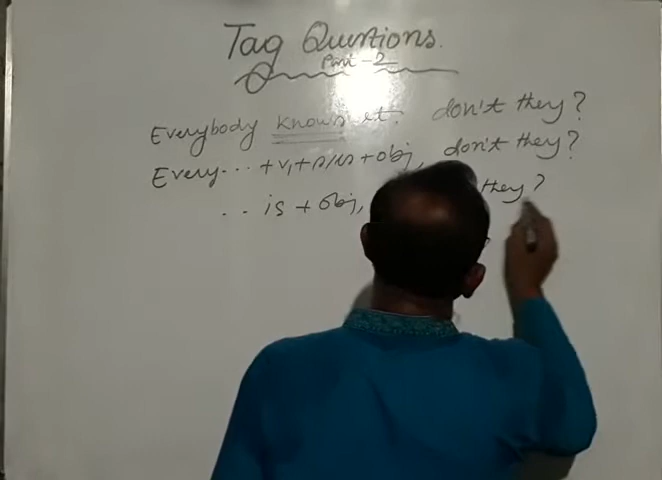 Tag Questions.
Part-2
Everybody knows it. don't they?
Every... + v₁ + s/es + obj, don't they?
.. is + obj, they?